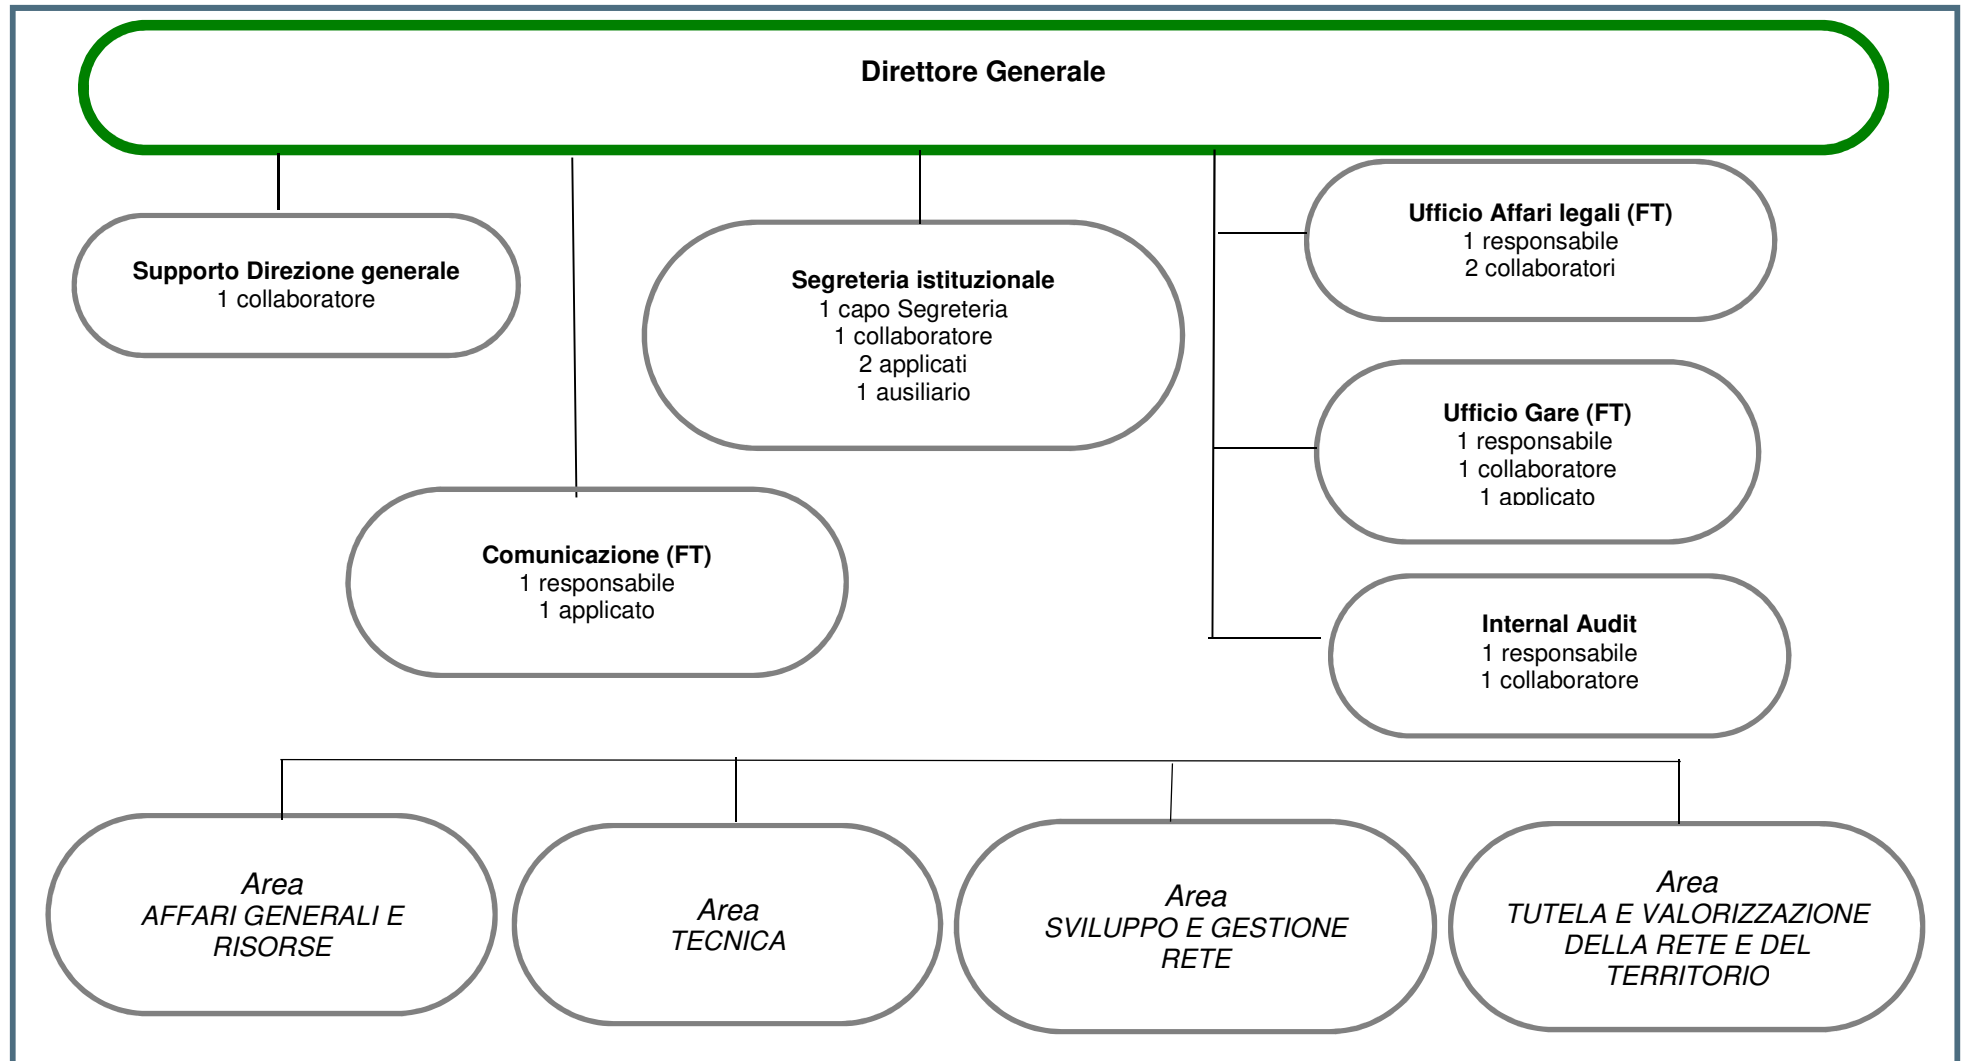 Direttore Generale
Supporto Direzione generale
1 collaboratore
Segreteria istituzionale
1 capo Segreteria
1 collaboratore
2 applicati
1 ausiliario
Ufficio Affari legali (FT)
1 responsabile
2 collaboratori
Ufficio Gare (FT)
1 responsabile
1 collaboratore
1 applicato
Comunicazione (FT)
1 responsabile
1 applicato
Internal Audit
1 responsabile
1 collaboratore
Area
AFFARI GENERALI E
RISORSE
Area
TECNICA
Area
SVILUPPO E GESTIONE
RETE
Area
TUTELA E VALORIZZAZIONE
DELLA RETE E DEL
TERRITORIO